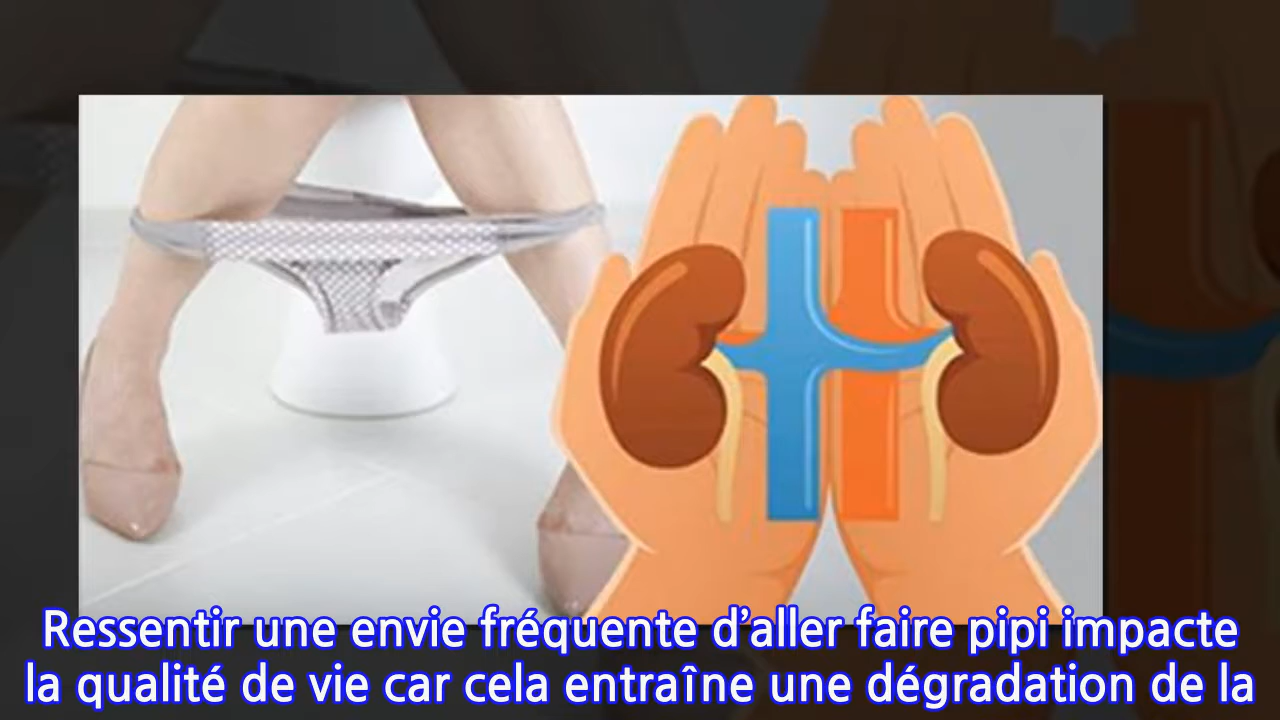 Ressentir une envie fréquente d’aller faire pipi impacte
la qualité de vie car cela entraîne une dégradation de la